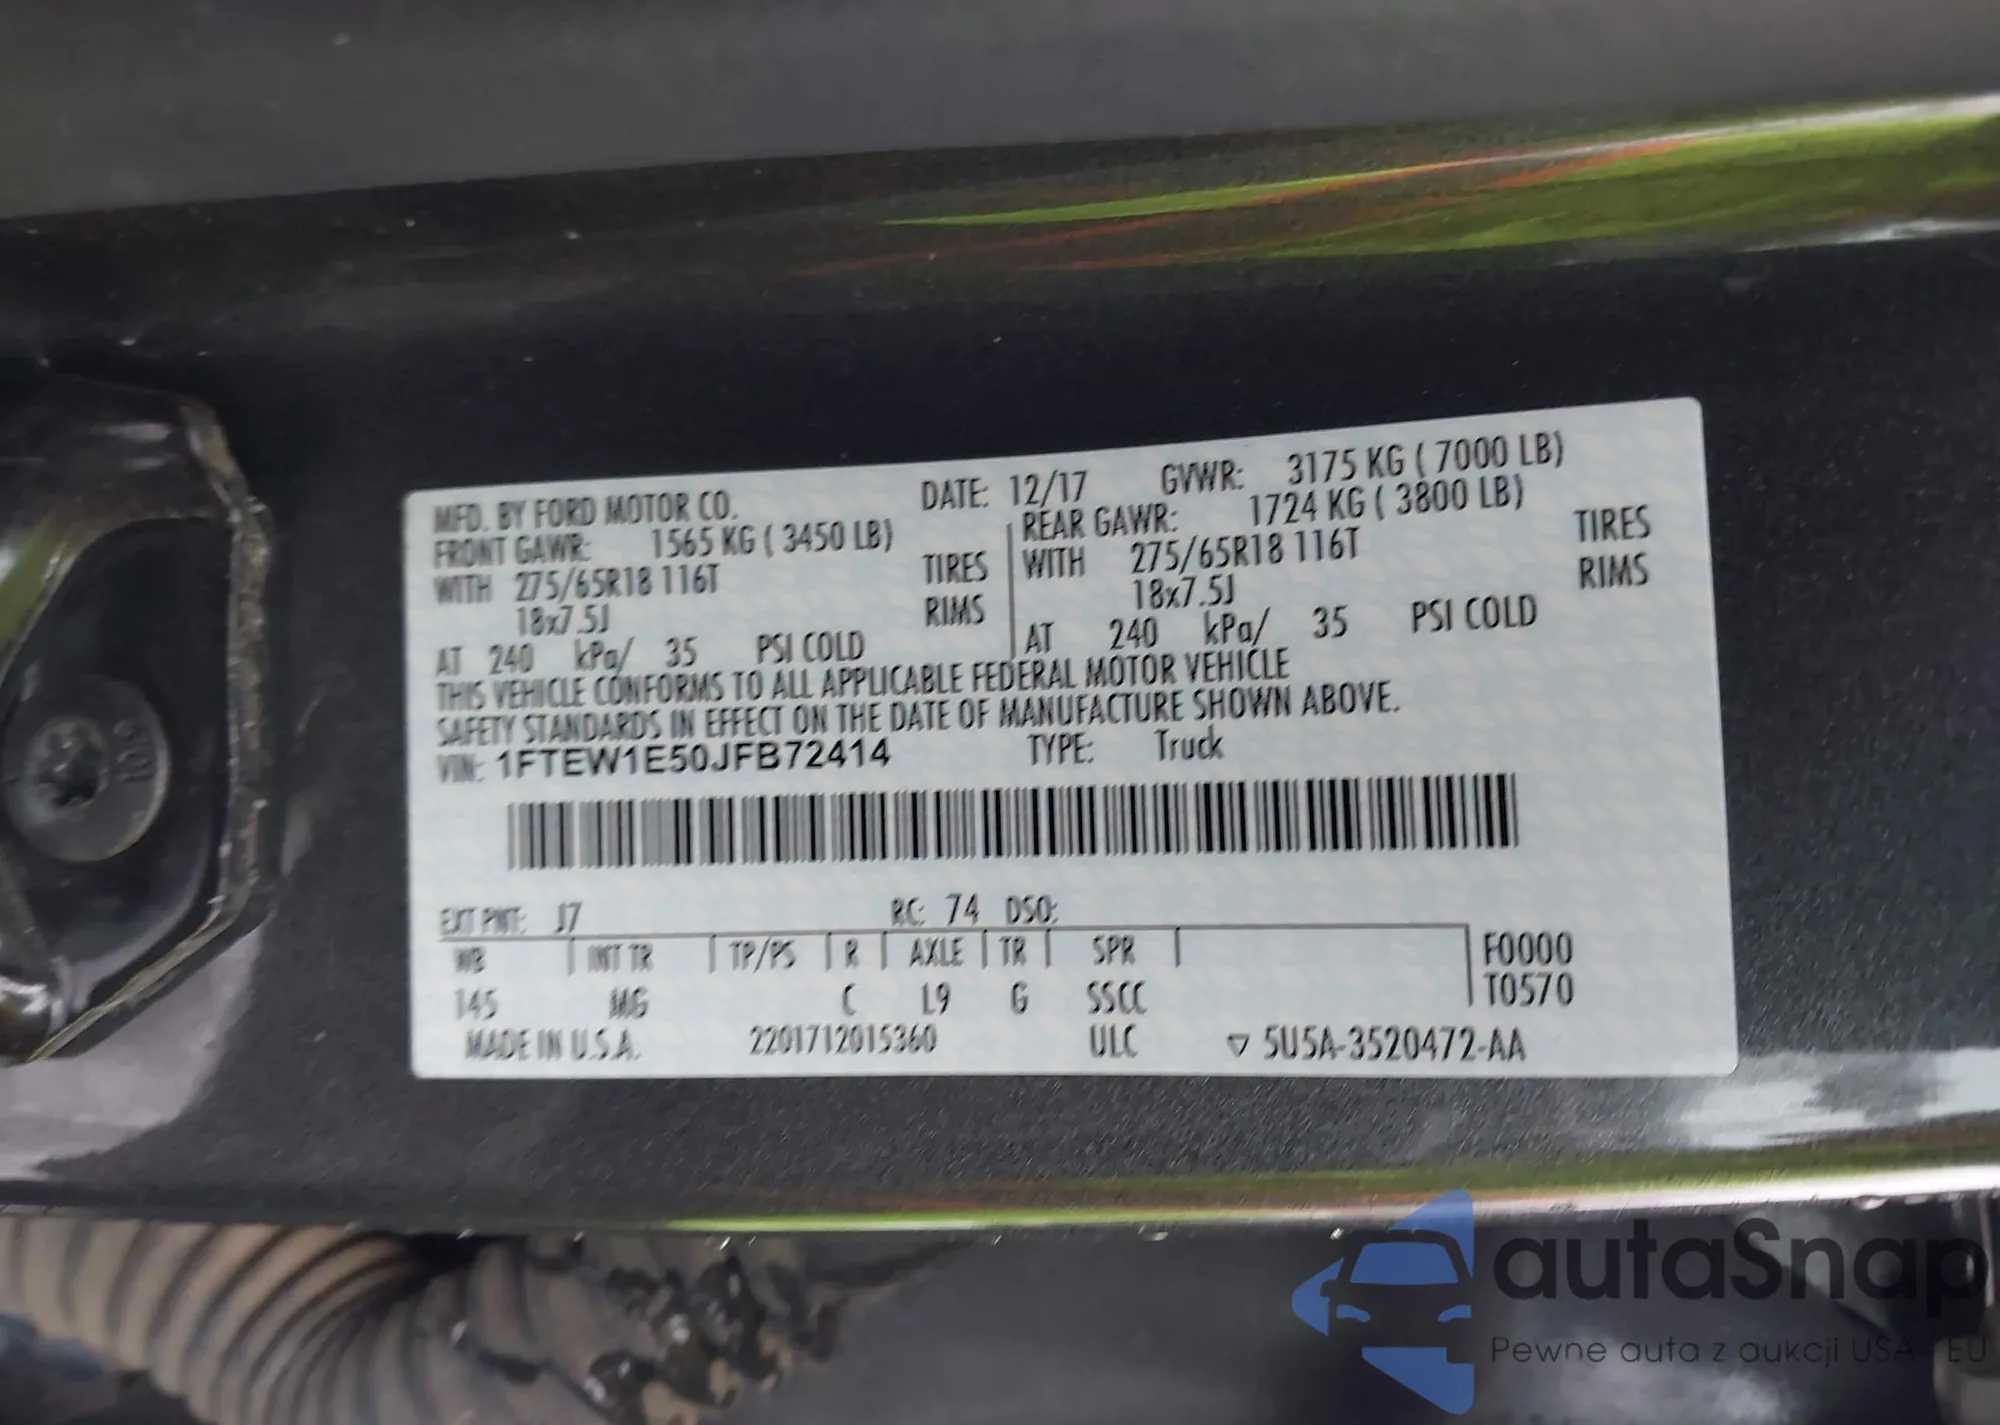 MFD. BY FORD MOTOR CO. DATE: 12/17 GVWR: 3175 KG ( 7000 LB)
FRONT GAWR: 1565 KG ( 3450 LB) REAR GAWR: 1724 KG ( 3800 LB)
WITH 275/65R18 116T TIRES WITH 275/65R18 116T TIRES
18x7.5J RIMS 18x7.5J RIMS
AT 240 kPa/ 35 PSI COLD AT 240 kPa/ 35 PSI COLD
THIS VEHICLE CONFORMS TO ALL APPLICABLE FEDERAL MOTOR VEHICLE
SAFETY STANDARDS IN EFFECT ON THE DATE OF MANUFACTURE SHOWN ABOVE.
VIN: 1FTEW1E50JFB72414 TYPE: Truck
EXT PNT: J7 RC: 74 DSO:
WB INT TR TP/PS R AXLE TR SPR F0000
145 MG C L9 G SSCC T0570
MADE IN U.S.A. 2201712015360 ULC ▽ 5U5A-3520472-AA
autaSnap
Pewne auta z aukcji USA - EU